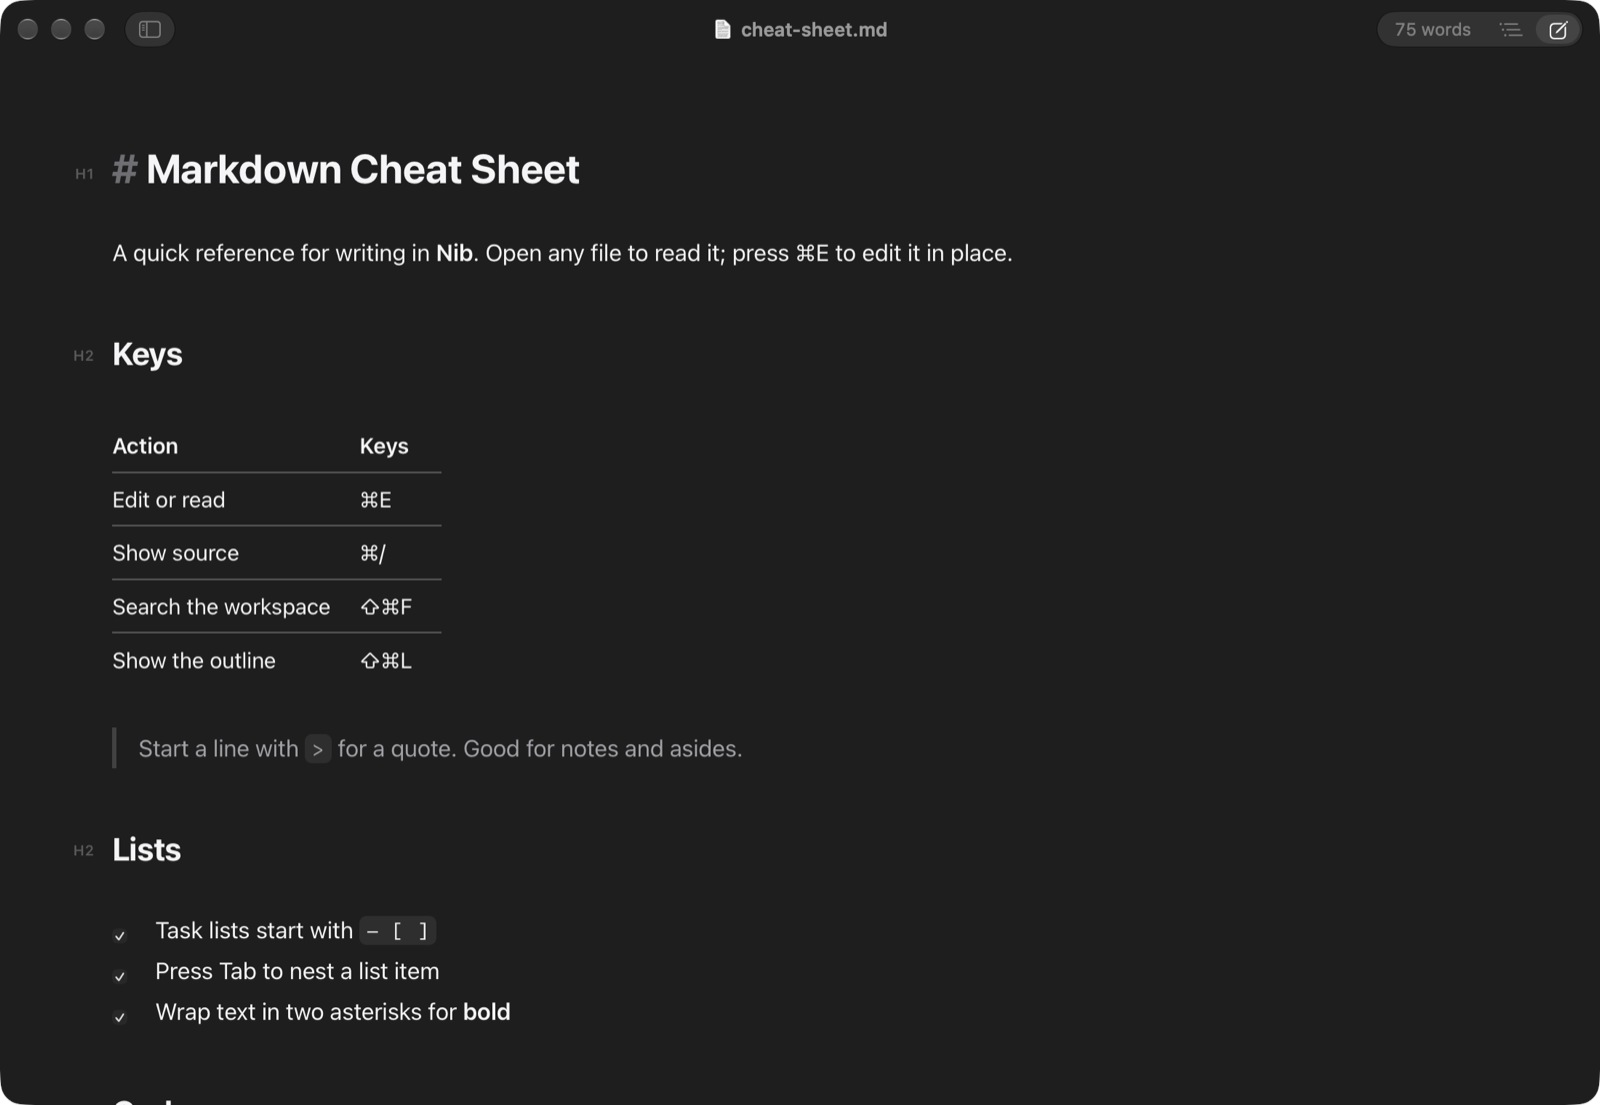 cheat-sheet.md
75 words
H1 # Markdown Cheat Sheet
A quick reference for writing in Nib. Open any file to read it; press ⌘E to edit it in place.
H2 Keys
Action Keys
Edit or read ⌘E
Show source ⌘/
Search the workspace ⇧⌘F
Show the outline ⇧⌘L
Start a line with > for a quote. Good for notes and asides.
H2 Lists
✓ Task lists start with - [ ]
✓ Press Tab to nest a list item
✓ Wrap text in two asterisks for bold